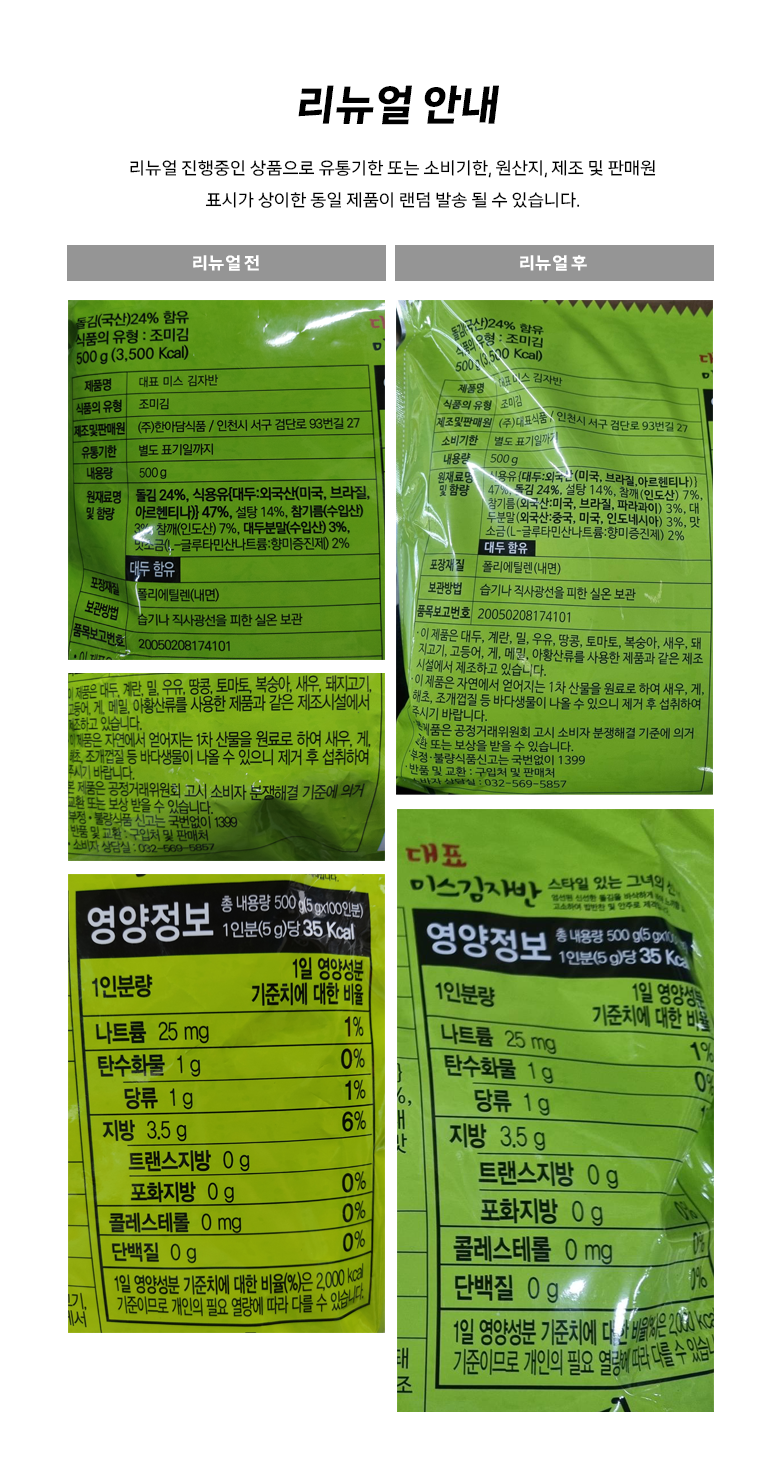 리뉴얼 안내
리뉴얼 진행중인 상품으로 유통기한 또는 소비기한, 원산지, 제조 및 판매원
표시가 상이한 동일 제품이 랜덤 발송 될 수 있습니다.
리뉴얼 전
돌김(국산)24% 함유
식품의 유형 : 조미김
500 g (3,500 Kcal)
제품명 대표 미스 김자반
식품의 유형 조미김
제조및판매원 (주)한아담식품 / 인천시 서구 검단로 93번길 27
유통기한 별도 표기일까지
내용량 500 g
원재료명 및 함량 돌김 24%, 식용유{대두:외국산(미국, 브라질,
아르헨티나)} 47%, 설탕 14%, 참기름(수입산)
3%, 참깨(인도산) 7%, 대두분말(수입산) 3%,
맛소금(L-글루타민산나트륨:향미증진제) 2%
대두 함유
포장재질 폴리에틸렌(내면)
보관방법 습기나 직사광선을 피한 실온 보관
품목보고번호 20050208174101
이 제품은 대두, 계란, 밀, 우유, 땅콩, 토마토, 복숭아, 새우, 돼지고기,
고등어, 게, 메밀, 아황산류를 사용한 제품과 같은 제조시설에서
제조하고 있습니다.
이 제품은 자연에서 얻어지는 1차 산물을 원료로 하여 새우, 게,
해초, 조개껍질 등 바다생물이 나올 수 있으니 제거 후 섭취하여
주시기 바랍니다.
본 제품은 공정거래위원회 고시 소비자 분쟁해결 기준에 의거
교환 또는 보상 받을 수 있습니다.
부정·불량식품 신고는 국번없이 1399
반품 및 교환 : 구입처 및 판매처
·소비자 상담실 : 032-569-5857
영양정보 총 내용량 500 g(5 gx100인분)
1인분(5 g)당 35 Kcal
1인분량 1일 영양성분
기준치에 대한 비율
나트륨 25 mg 1%
탄수화물 1 g 0%
당류 1 g 1%
지방 3.5 g 6%
트랜스지방 0 g
포화지방 0 g 0%
콜레스테롤 0 mg 0%
단백질 0 g 0%
1일 영양성분 기준치에 대한 비율(%)은 2,000 kcal
기준이므로 개인의 필요 열량에 따라 다를 수 있습니다.
리뉴얼 후
돌김(국산)24% 함유
식품의 유형 : 조미김
500 g(3,500 Kcal)
제품명 대표 미스 김자반
식품의 유형 조미김
제조및판매원 (주)대표식품 / 인천시 서구 검단로 93번길 27
소비기한 별도 표기일까지
내용량 500 g
원재료명 및 함량 식용유{대두:외국산(미국, 브라질,아르헨티나)}
47%, 돌김 24%, 설탕 14%, 참깨(인도산) 7%,
참기름(외국산:미국, 브라질, 파라과이) 3%, 대
두분말(외국산:중국, 미국, 인도네시아) 3%, 맛
소금(L-글루타민산나트륨:향미증진제) 2%
대두 함유
포장재질 폴리에틸렌(내면)
보관방법 습기나 직사광선을 피한 실온 보관
품목보고번호 20050208174101
·이 제품은 대두, 계란, 밀, 우유, 땅콩, 토마토, 복숭아, 새우, 돼
지고기, 고등어, 게, 메밀, 아황산류를 사용한 제품과 같은 제조
시설에서 제조하고 있습니다.
·이 제품은 자연에서 얻어지는 1차 산물을 원료로 하여 새우, 게,
해초, 조개껍질 등 바다생물이 나올 수 있으니 제거 후 섭취하여
주시기 바랍니다.
본제품은 공정거래위원회 고시 소비자 분쟁해결 기준에 의거
교환 또는 보상을 받을 수 있습니다.
부정·불량식품신고는 국번없이 1399
반품 및 교환 : 구입처 및 판매처
소비자 상담실 : 032-569-5857
대표
미스김자반 스타일 있는 그녀의
영양정보 총 내용량 500 g(5 gx100
1인분(5 g)당 35 Kcal
1인분량 1일 영양성분
기준치에 대한 비율
나트륨 25 mg 1%
탄수화물 1 g 0%
당류 1 g
지방 3.5 g
트랜스지방 0 g
포화지방 0 g 0%
콜레스테롤 0 mg 0%
단백질 0 g 0%
1일 영양성분 기준치에 대한 비율(%)은 2,000 kca
기준이므로 개인의 필요 열량에 따라 다를 수 있습니